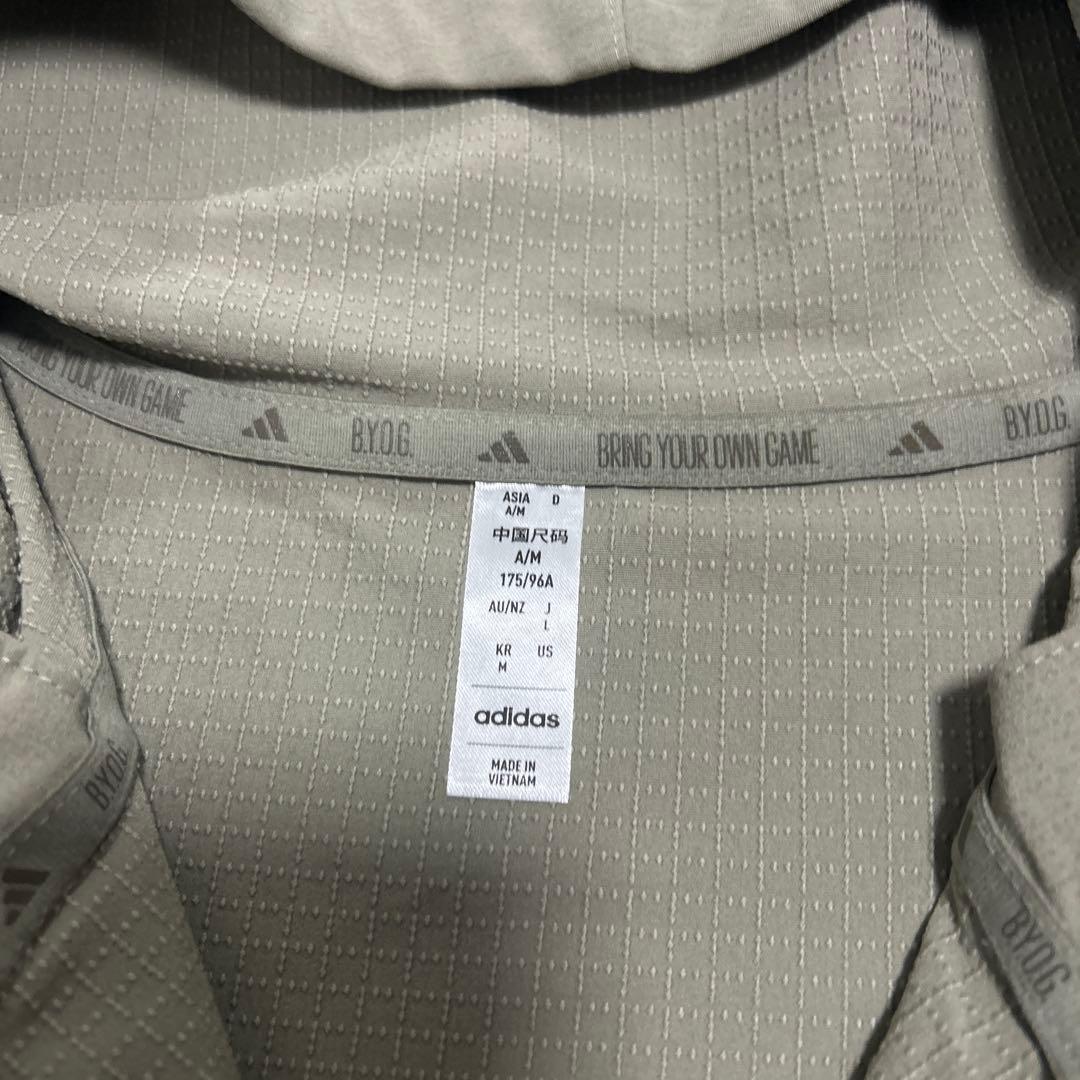 YOUR OWN GAME B.Y.O.G. BRING YOUR OWN GAME B.Y.O.G.
ASIA D
A/M
中国尺码
A/M
175/96A
AU/NZ J
L
KR US
M
adidas
MADE IN
VIETNAM
B.Y.O.G.
B.Y.O.G.